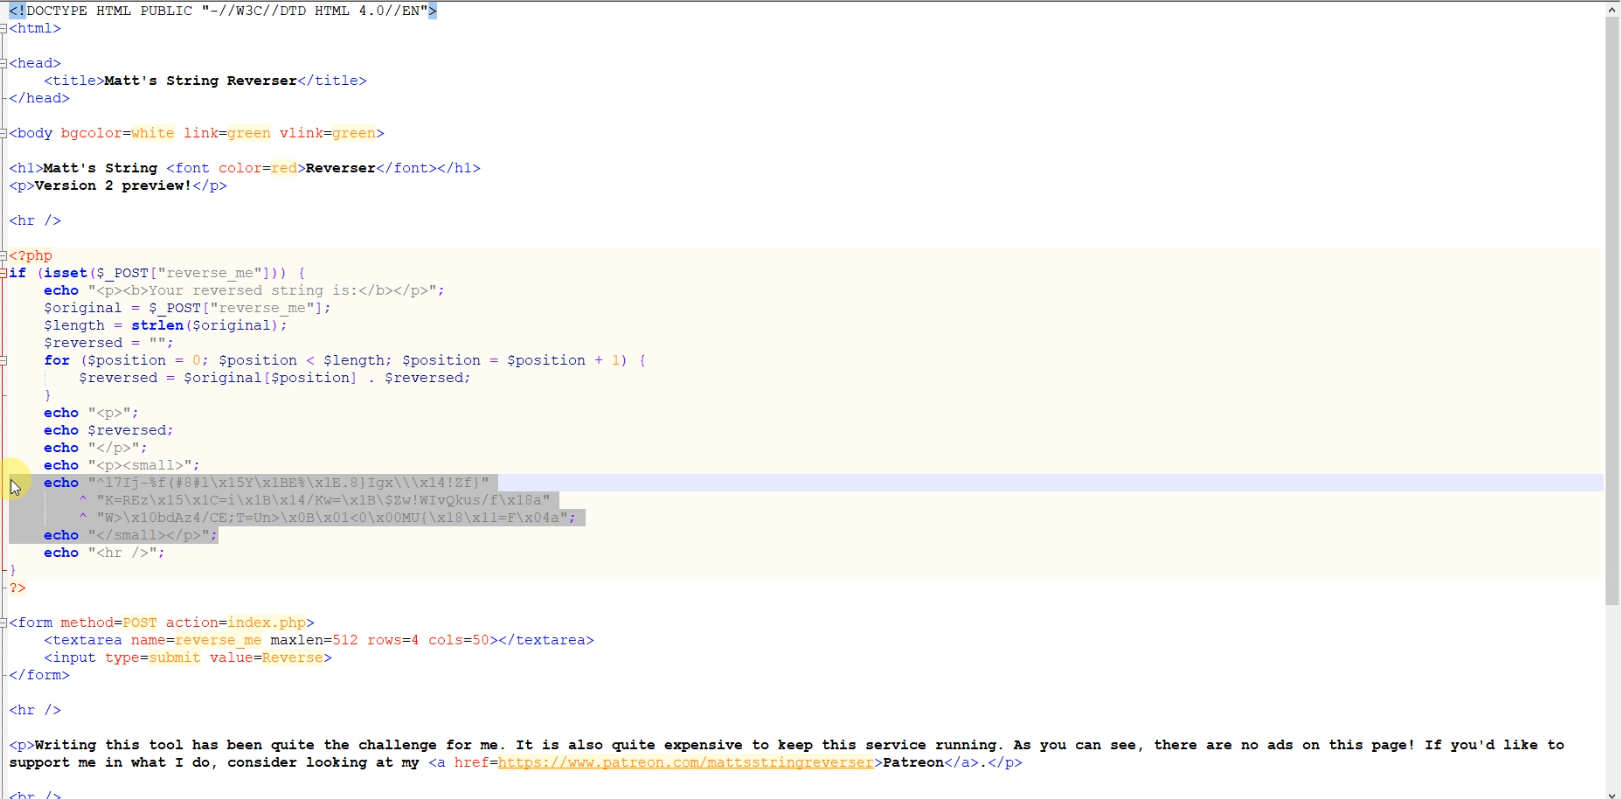 <!DOCTYPE HTML PUBLIC "-//W3C//DTD HTML 4.0//EN">
<html>
<head>
<title>Matt's String Reverser</title>
</head>
<body bgcolor=white link=green vlink=green>
<h1>Matt's String <font color=red>Reverser</font></h1>
<p>Version 2 preview!</p>
<hr />
<?php
if (isset($_POST["reverse_me"])) {
echo "<p><b>Your reversed string is:</b></p>";
$original = $_POST["reverse_me"];
$length = strlen($original);
$reversed = "";
for ($position = 0; $position < $length; $position = $position + 1) {
$reversed = $original[$position] . $reversed;
}
echo "<p>";
echo $reversed;
echo "</p>";
echo "<p><small>";
echo "^l7Ij-%f(#8#l\x15Y\x1BE%\x1E.8}Igx\\\x14!Zf}"
^ "K=REz\x15\x1C=i\x1B\x14/Kw=\x1B\$Zw!WIvQkus/f\x18a"
^ "W>\x10bdAz4/CE;T=Un>\x0B\x01<0\x00MU{\x18\x11=F\x04a";
echo "</small></p>";
echo "<hr />";
}
?>
<form method=POST action=index.php>
<textarea name=reverse_me maxlen=512 rows=4 cols=50></textarea>
<input type=submit value=Reverse>
</form>
<hr />
<p>Writing this tool has been quite the challenge for me. It is also quite expensive to keep this service running. As you can see, there are no ads on this page! If you'd like to
support me in what I do, consider looking at my <a href=https://www.patreon.com/mattsstringreverser>Patreon</a>.</p>
<hr />